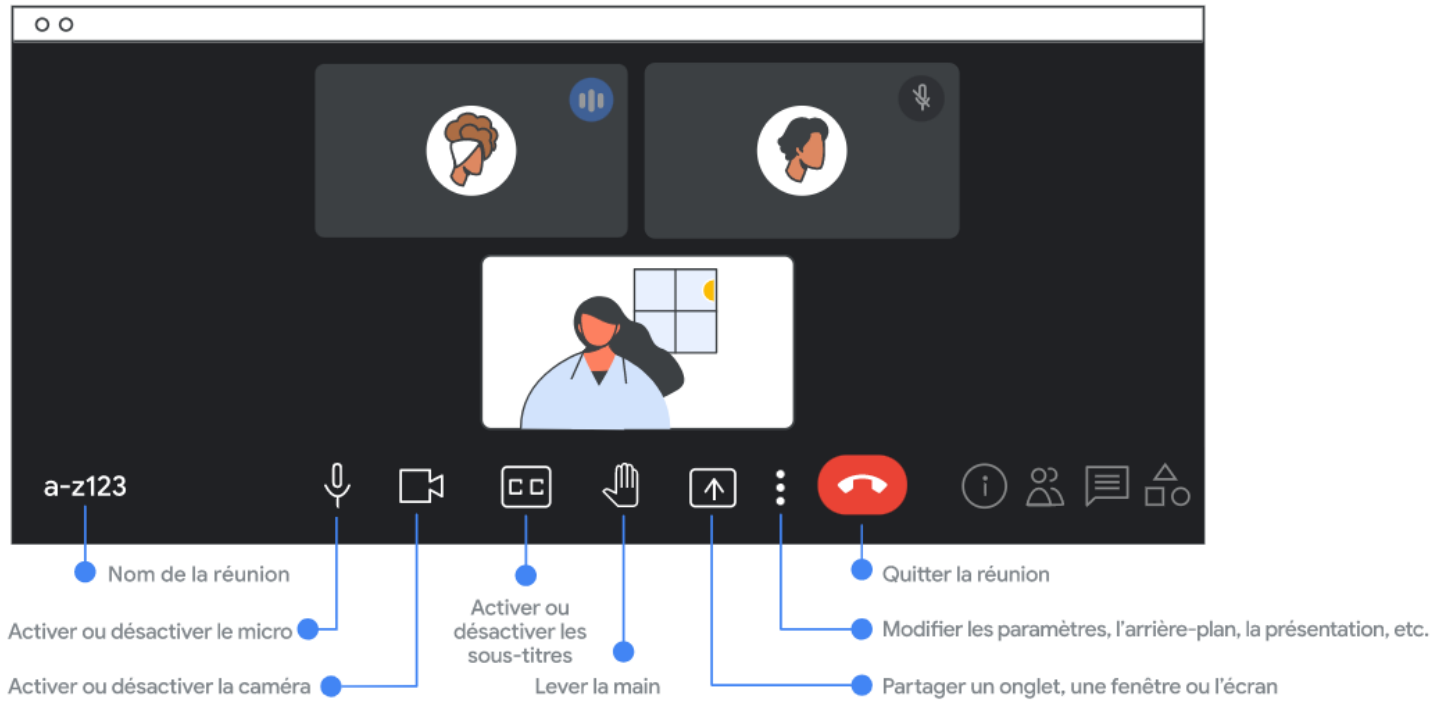 a-z123
CC
Nom de la réunion
Quitter la réunion
Activer ou
désactiver les
sous-titres
Activer ou désactiver le micro
Modifier les paramètres, l'arrière-plan, la présentation, etc.
Activer ou désactiver la caméra
Lever la main
Partager un onglet, une fenêtre ou l'écran